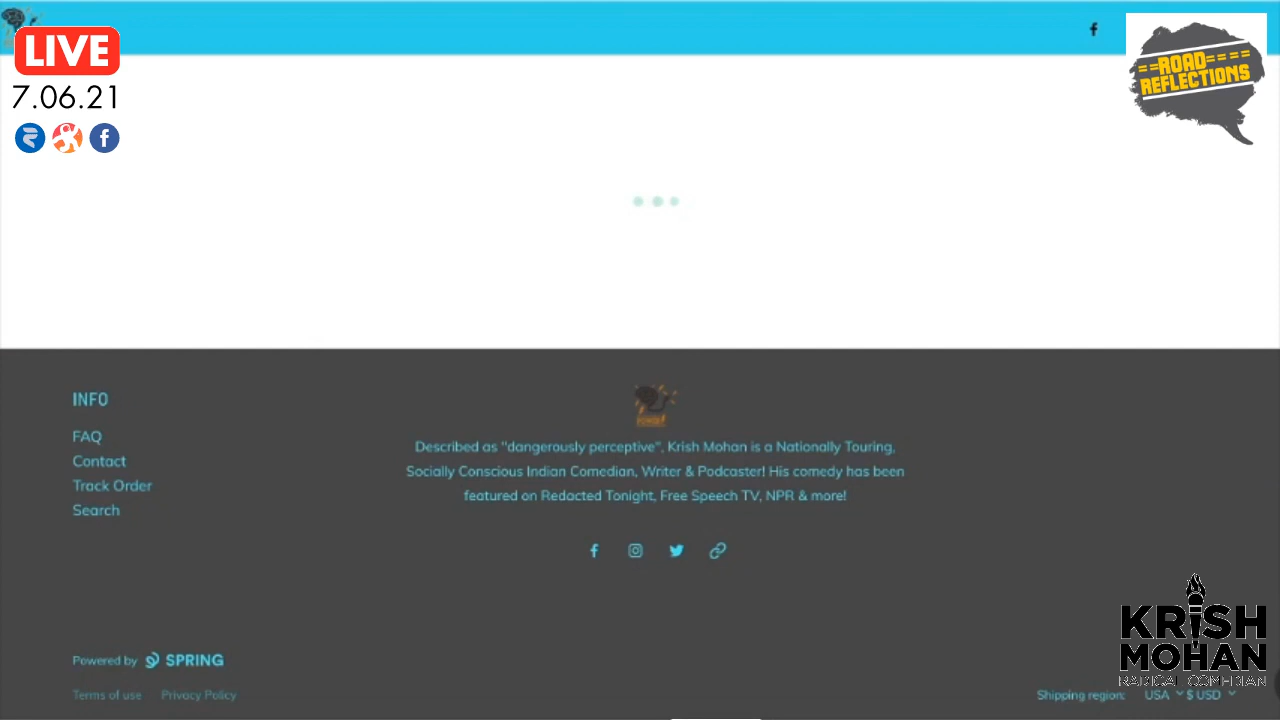 LIVE
7.06.21
==ROAD====
REFLECTIONS
INFO
FAQ
Contact
Track Order
Search
Described as "dangerously perceptive", Krish Mohan is a Nationally Touring,
Socially Conscious Indian Comedian, Writer & Podcaster! His comedy has been
featured on Redacted Tonight, Free Speech TV, NPR & more!
Powered by SPRING
Terms of use Privacy Policy
KRISH
MOHAN
RADICAL COMEDIAN
Shipping region: USA $ USD